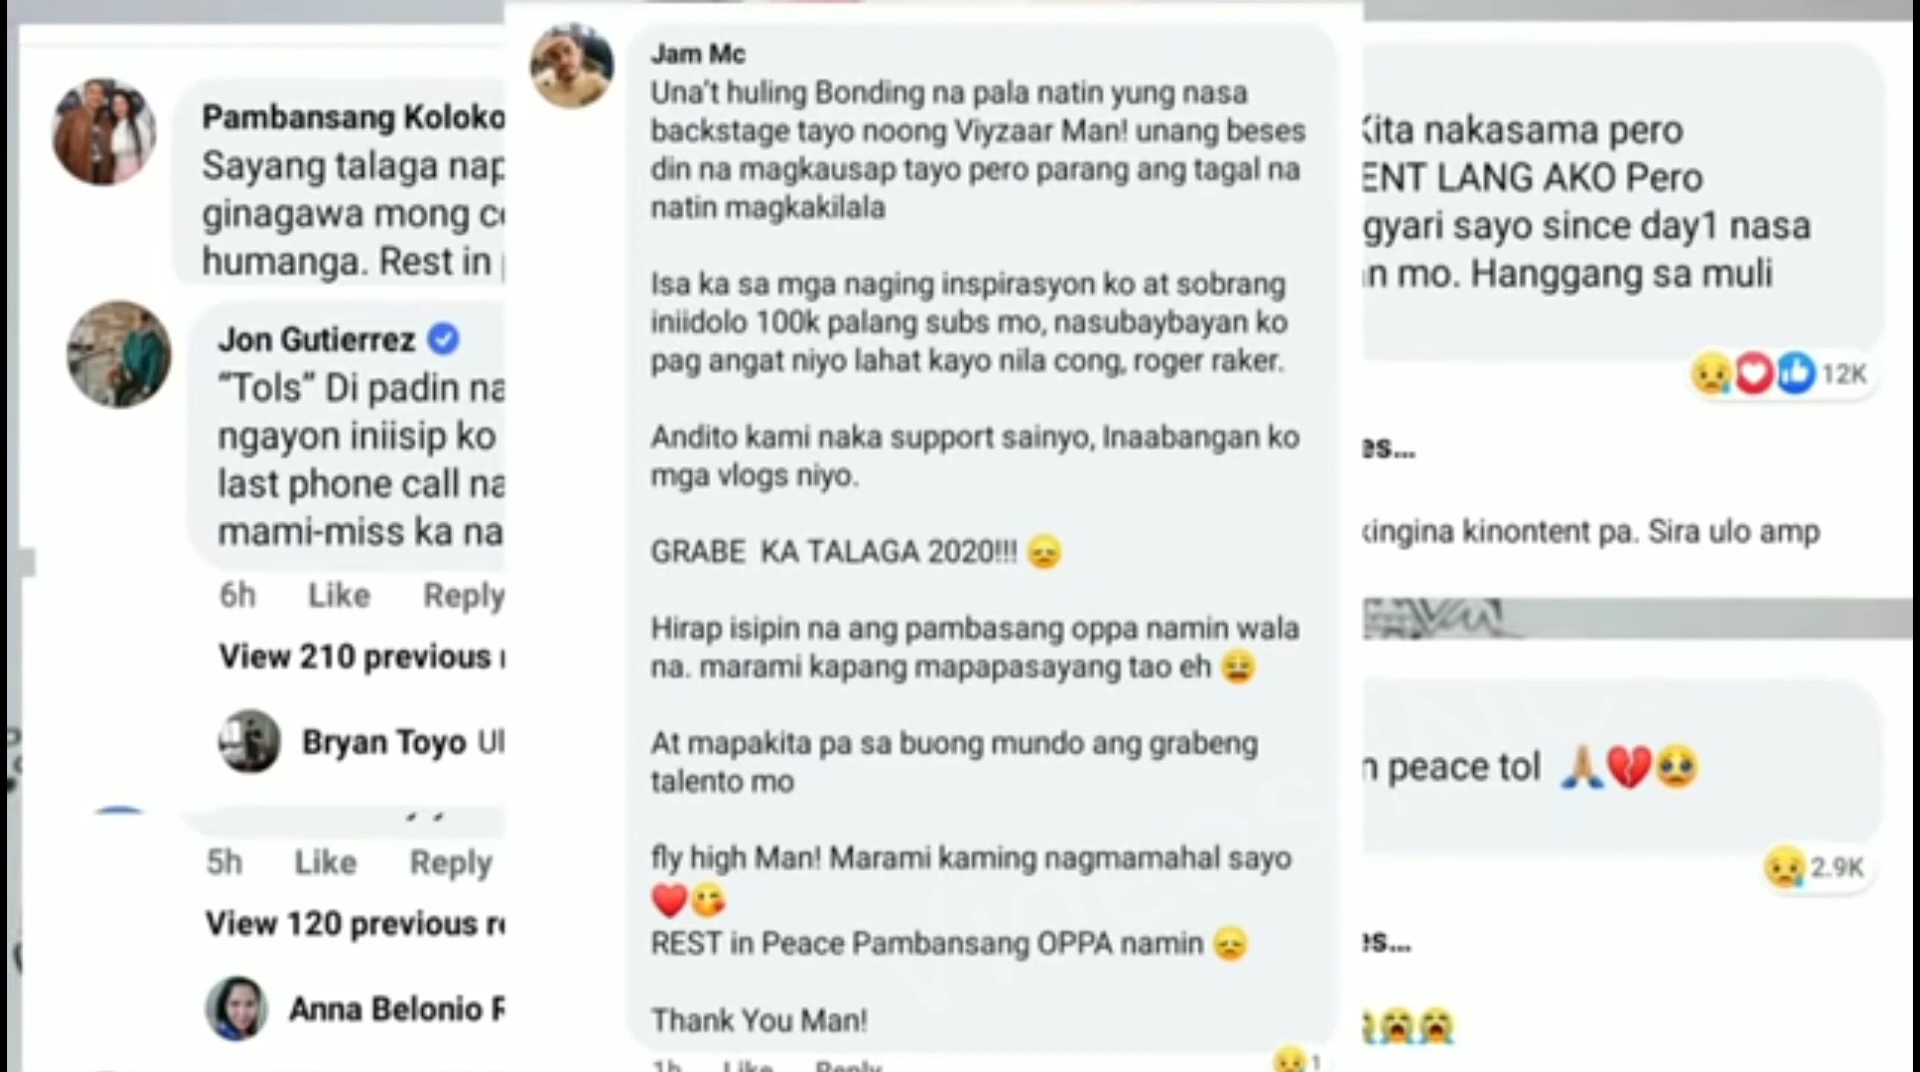 Pambansang Koloko
Sayang talaga
ginagawa mong
humanga. Rest in
Jon Gutierrez
“Tols” Di padin na
ngayon iniisip ko
last phone call na
mami-miss ka na
6h Like Reply
View 210 previous
Bryan Toyo Ul
5h Like Reply
View 120 previous
Anna Belonio
Jam Mc
Una't huling Bonding na pala natin yung nasa
backstage tayo noong Viyzaar Man! unang beses
din na magkausap tayo pero parang ang tagal na
natin magkakilala
Isa ka sa mga naging inspirasyon ko at sobrang
iniidolo 100k palang subs mo, nasubaybayan ko
pag angat niyo lahat kayo nila cong, roger raker.
Andito kami naka support sainyo, Inaabangan ko
mga vlogs niyo.
GRABE KA TALAGA 2020!!! 😞
Hirap isipin na ang pambasang oppa namin wala
na. marami kapang mapapasayang tao eh 😩
At mapakita pa sa buong mundo ang grabeng
talento mo
fly high Man! Marami kaming nagmamahal sayo
❤️😋
REST in Peace Pambansang OPPA namin 😞
Thank You Man!
1h Like Reply
1
Kita nakasama pero
ENT LANG AKO Pero
gyari sayo since day1 nasa
n mo. Hanggang sa muli
12K
es...
kingina kinontent pa. Sira ulo amp
n peace tol 🙏💔🥺
2.9K
es...
😭😭